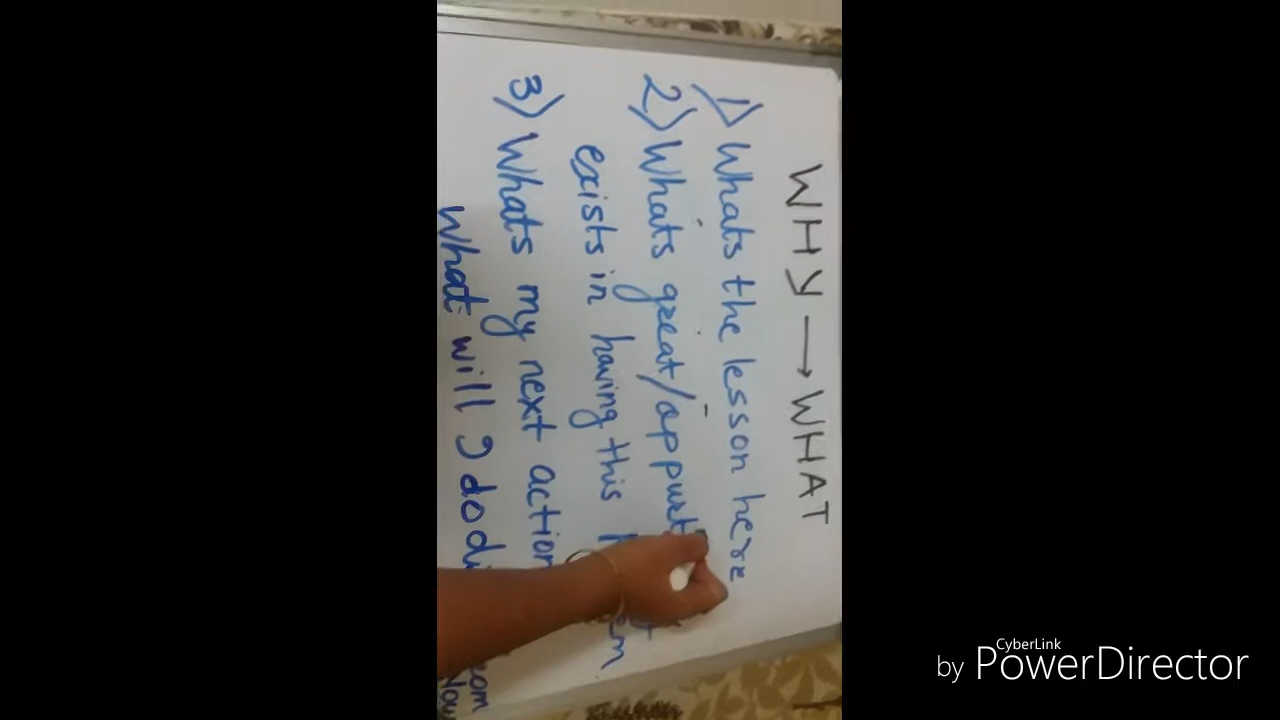 WHY → WHAT
1) Whats the lesson here
2) Whats great/oppurt
exists in having this
3) Whats my next action
What will I do
CyberLink
by PowerDirector